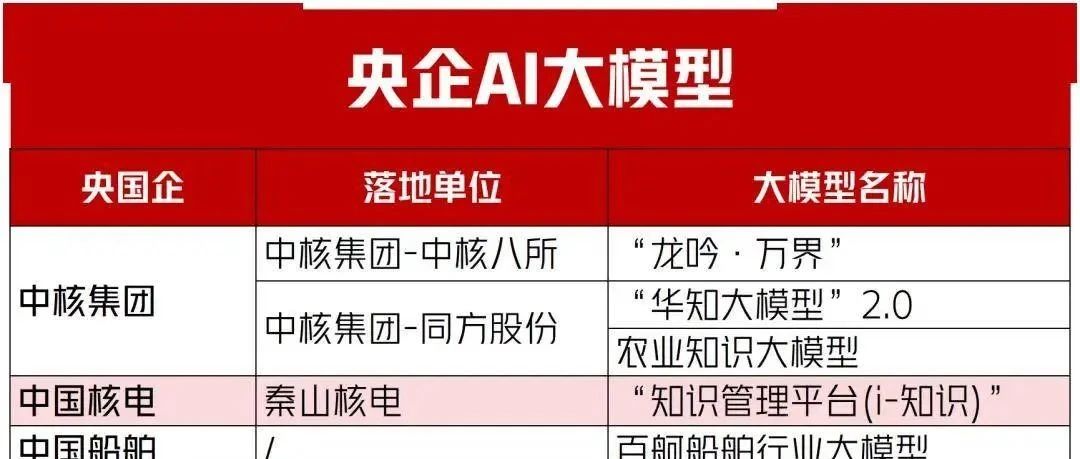 央企AI大模型
央国企 落地单位 大模型名称
中核集团 中核集团-中核八所 “龙吟·万界”
中核集团-同方股份 “华知大模型”2.0
农业知识大模型
中国核电 秦山核电 “知识管理平台(i-知识)”
中国船舶 / 百舸船舶行业大模型